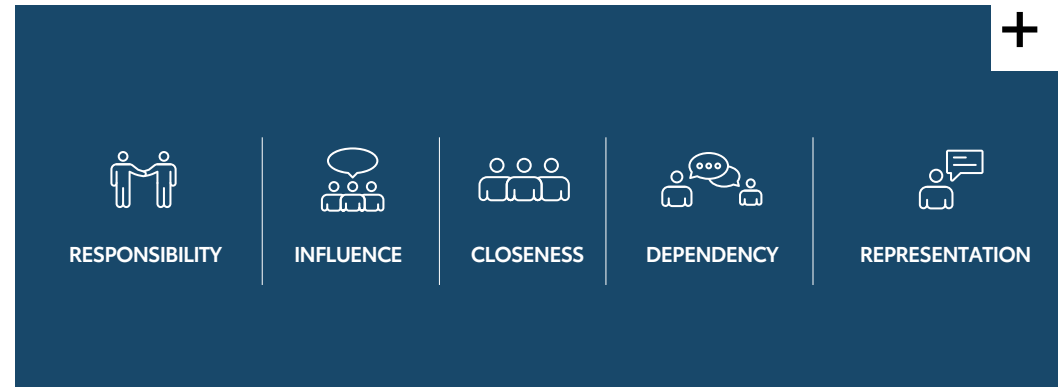 +
RESPONSIBILITY
INFLUENCE
CLOSENESS
DEPENDENCY
REPRESENTATION